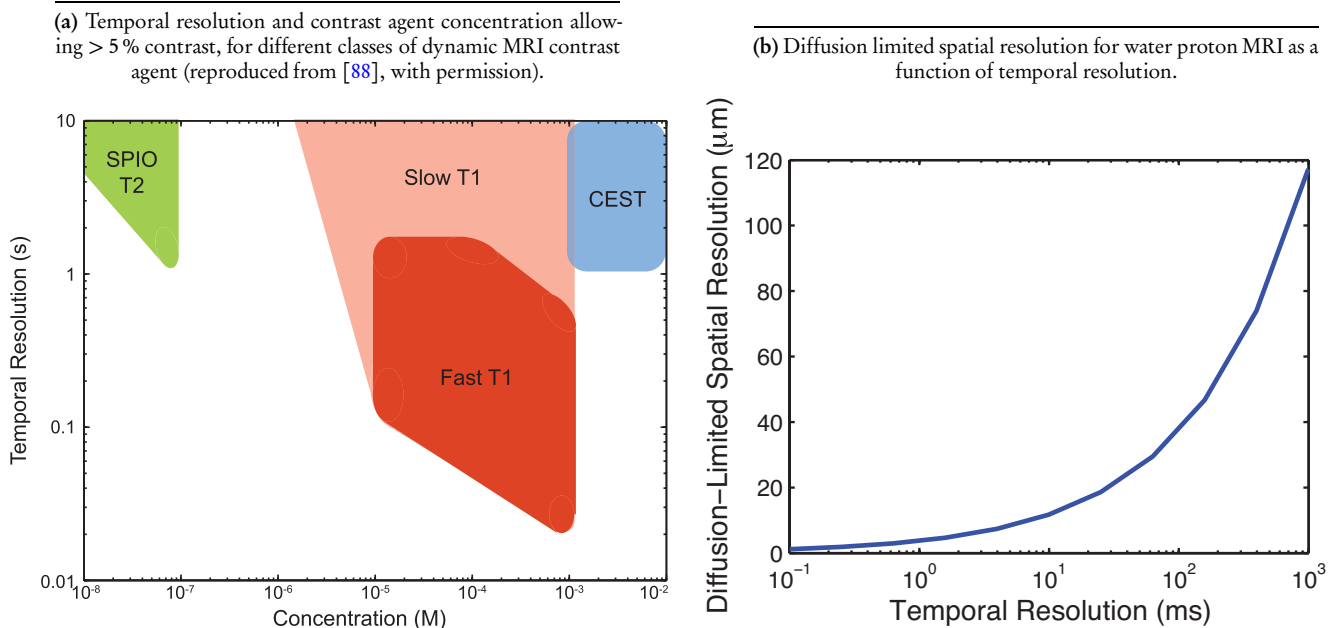 (a) Temporal resolution and contrast agent concentration allow-
ing > 5 % contrast, for different classes of dynamic MRI contrast
agent (reproduced from [88], with permission).
10
1
0.1
0.01
Temporal Resolution (s)
SPIO
T2
Slow T1
CEST
Fast T1
10⁻⁸
10⁻⁷
10⁻⁶
10⁻⁵
10⁻⁴
10⁻³
10⁻²
Concentration (M)
(b) Diffusion limited spatial resolution for water proton MRI as a
function of temporal resolution.
Diffusion−Limited Spatial Resolution (μm)
120
100
80
60
40
20
0
10⁻¹
10⁰
10¹
10²
10³
Temporal Resolution (ms)